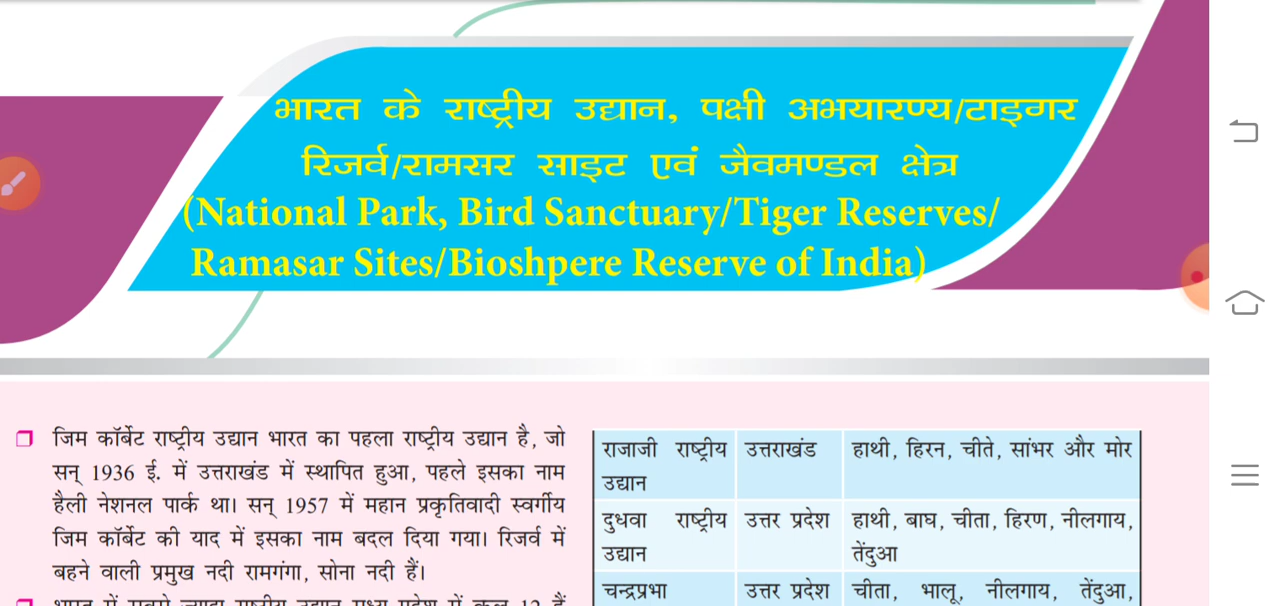 भारत के राष्ट्रीय उद्यान, पक्षी अभयारण्य/टाइगर
रिजर्व/रामसर साइट एवं जैवमण्डल क्षेत्र
(National Park, Bird Sanctuary/Tiger Reserves/
Ramasar Sites/Bioshpere Reserve of India)
जिम कॉर्बेट राष्ट्रीय उद्यान भारत का पहला राष्ट्रीय उद्यान है, जो
सन् 1936 ई. में उत्तराखंड में स्थापित हुआ, पहले इसका नाम
हैली नेशनल पार्क था। सन् 1957 में महान प्रकृतिवादी स्वर्गीय
जिम कॉर्बेट की याद में इसका नाम बदल दिया गया। रिजर्व में
बहने वाली प्रमुख नदी रामगंगा, सोना नदी हैं।
राजाजी राष्ट्रीय उत्तराखंड हाथी, हिरन, चीते, सांभर और मोर
उद्यान
दुधवा राष्ट्रीय उत्तर प्रदेश हाथी, बाघ, चीता, हिरण, नीलगाय,
उद्यान तेंदुआ
चन्द्रप्रभा उत्तर प्रदेश चीता, भालू, नीलगाय, तेंदुआ,